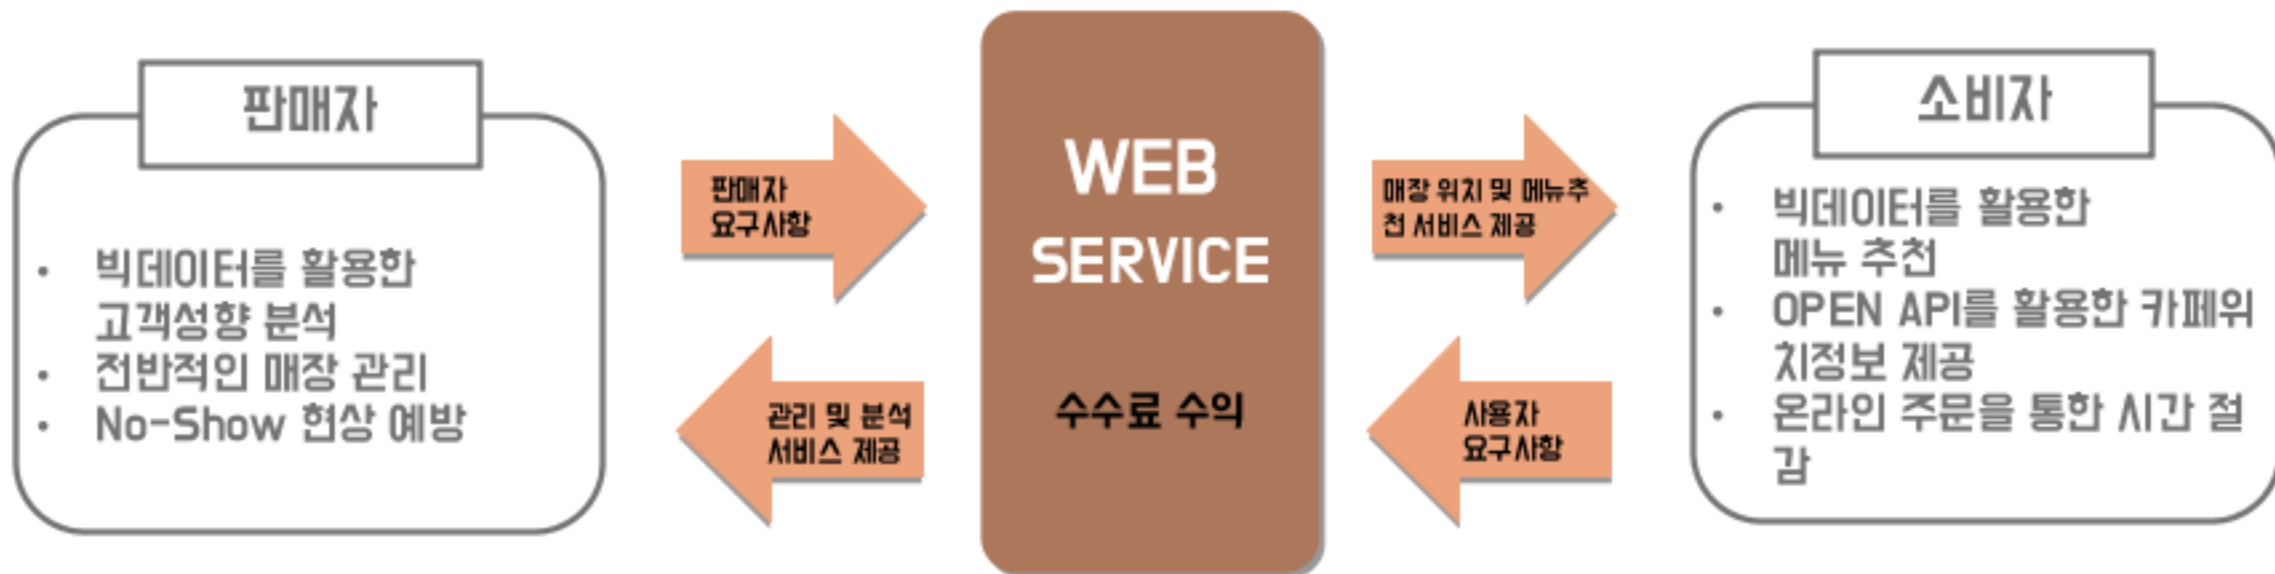 판매자
• 빅데이터를 활용한
고객성향 분석
• 전반적인 매장 관리
• No-Show 현상 예방
판매자
요구사항
관리 및 분석
서비스 제공
WEB
SERVICE
수수료 수익
매장 위치 및 메뉴추
천 서비스 제공
사용자
요구사항
소비자
• 빅데이터를 활용한
메뉴 추천
• OPEN API를 활용한 카페위
치정보 제공
• 온라인 주문을 통한 시간 절
감